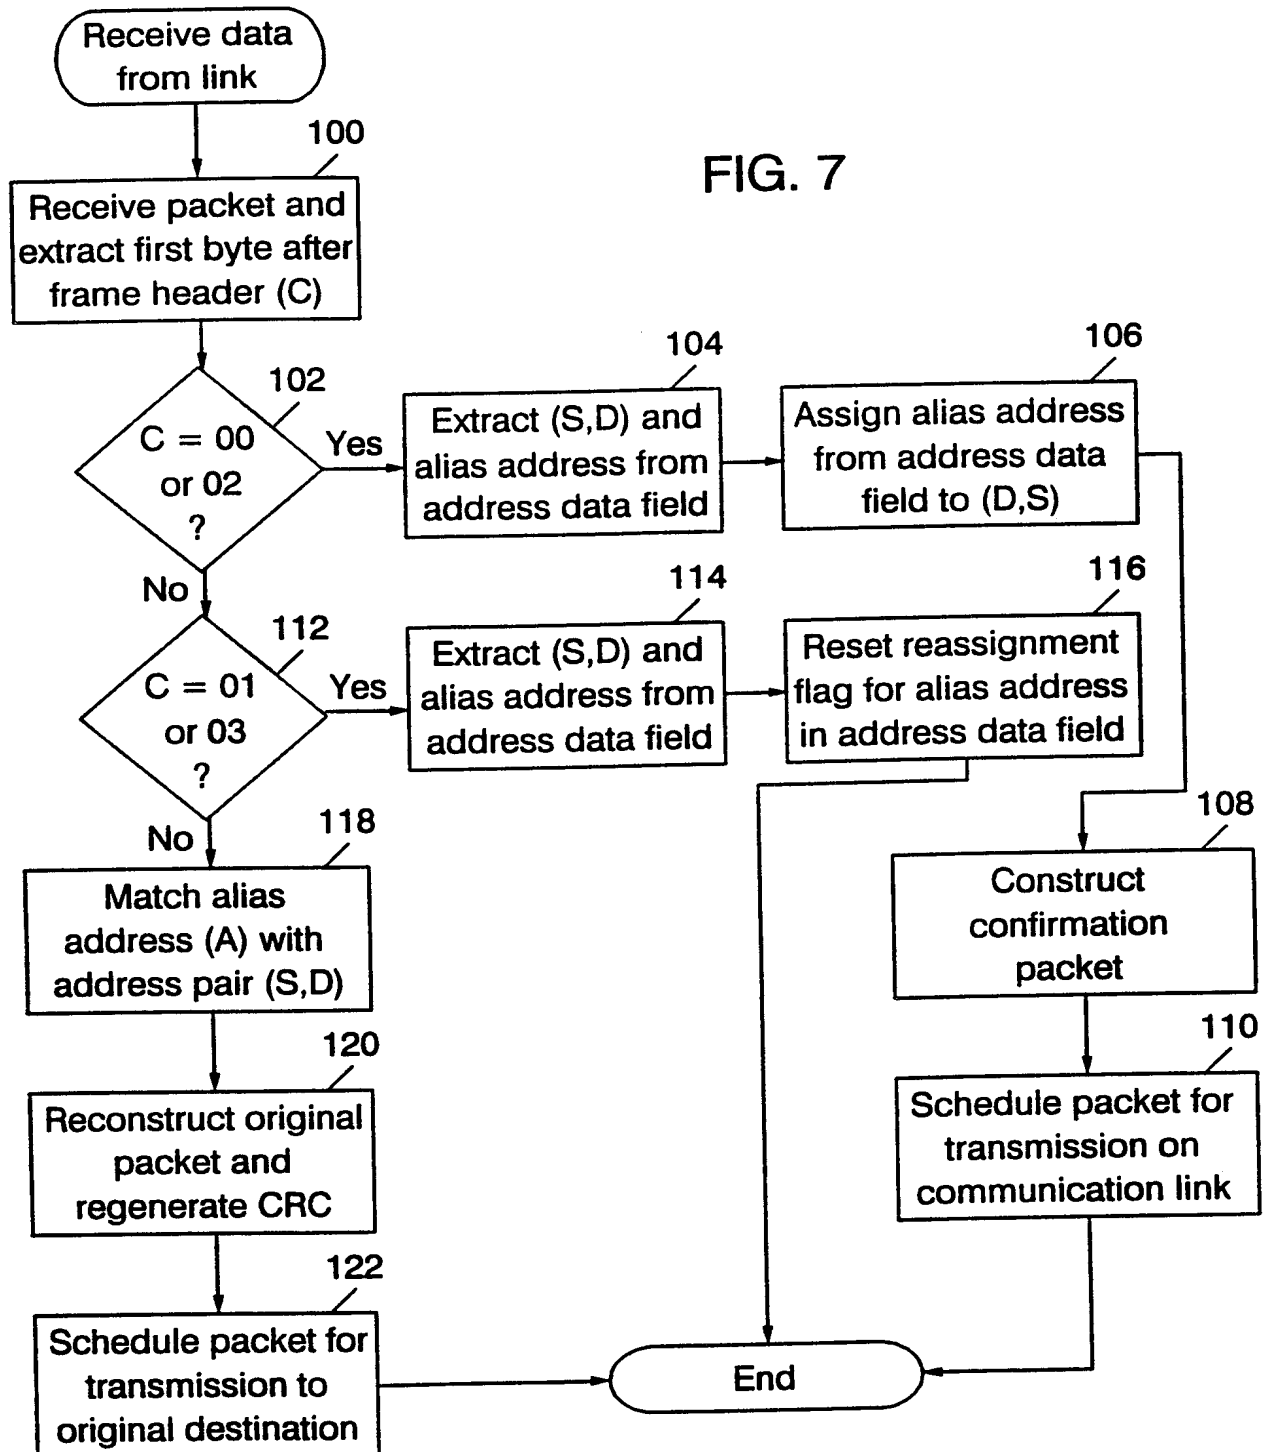 Receive data
from link
FIG. 7
100
Receive packet and
extract first byte after
frame header (C)
102
C = 00
or 02
?
Yes
No
104
Extract (S,D) and
alias address from
address data field
106
Assign alias address
from address data
field to (D,S)
112
C = 01
or 03
?
Yes
No
114
Extract (S,D) and
alias address from
address data field
116
Reset reassignment
flag for alias address
in address data field
108
Construct
confirmation
packet
110
Schedule packet for
transmission on
communication link
118
Match alias
address (A) with
address pair (S,D)
120
Reconstruct original
packet and
regenerate CRC
122
Schedule packet for
transmission to
original destination
End